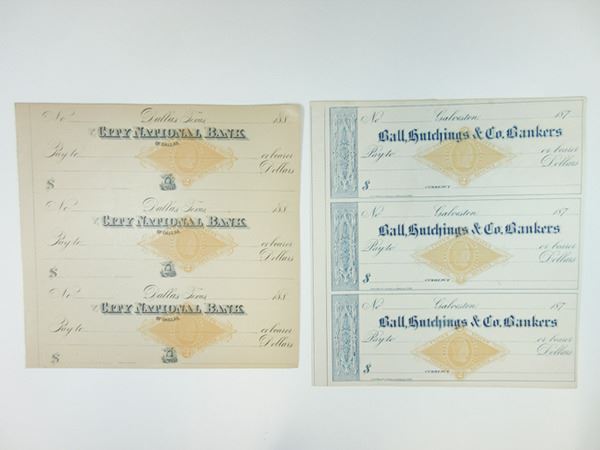 No. Dallas Texas, 188
City National Bank
OF DALLAS.
Pay to or bearer
Dollars
$
No. Dallas Texas, 188
City National Bank
OF DALLAS.
Pay to or bearer
Dollars
$
No. Dallas Texas, 188
City National Bank
OF DALLAS.
Pay to or bearer
Dollars
$
No. Galveston, 187
Ball, Hutchings & Co. Bankers
Pay to or bearer
Dollars
$ CURRENCY
No. Galveston, 187
Ball, Hutchings & Co. Bankers
Pay to or bearer
Dollars
$ CURRENCY
No. Galveston, 187
Ball, Hutchings & Co. Bankers
Pay to or bearer
Dollars
$ CURRENCY